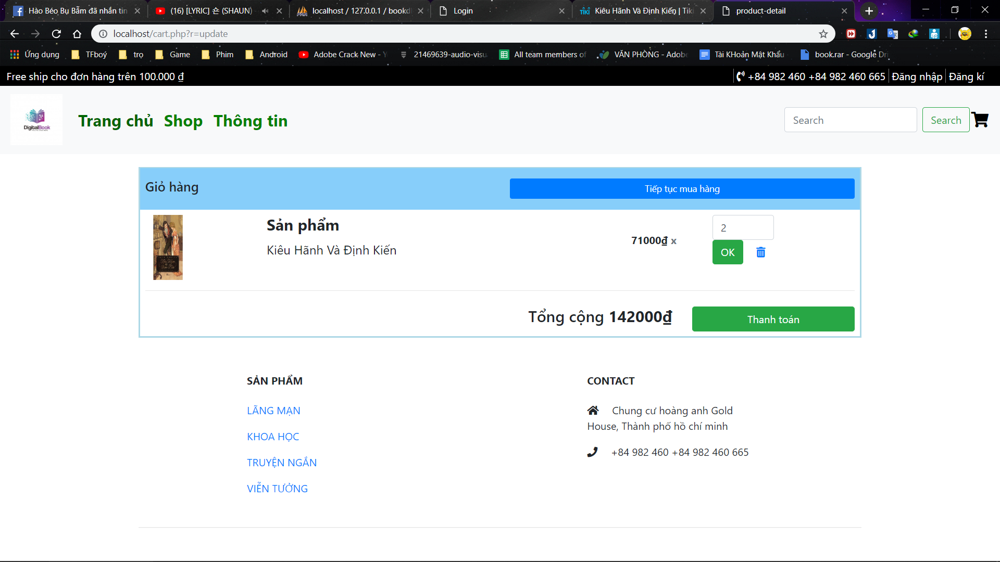 Hào Béo Bụ Bẫm đã nhắn tin
(16) [LYRIC] 숀 (SHAUN)
localhost / 127.0.0.1 / bookd
Login
TIKI
Kiêu Hãnh Và Định Kiến | Tiki
product-detail
localhost/cart.php?r=update
Ứng dụng
TFboý
trọ
Game
Phim
Android
Adobe Crack New - Y
21469639-audio-visu
All team members of
VĂN PHÒNG - Adobe
Tài KHoản Mật Khẩu
book.rar - Google Dri
Free ship cho đơn hàng trên 100.000 ₫
+84 982 460 +84 982 460 665
Đăng nhập
Đăng kí
DigitalBook
Trang chủ
Shop
Thông tin
Search
Search
Giỏ hàng
Tiếp tục mua hàng
Sản phẩm
Kiêu Hãnh Và Định Kiến
71000₫ x
2
OK
Tổng cộng 142000₫
Thanh toán
SẢN PHẨM
LÃNG MẠN
KHOA HỌC
TRUYỆN NGẮN
VIỄN TƯỞNG
CONTACT
Chung cư hoàng anh Gold
House, Thành phố hồ chí minh
+84 982 460 +84 982 460 665